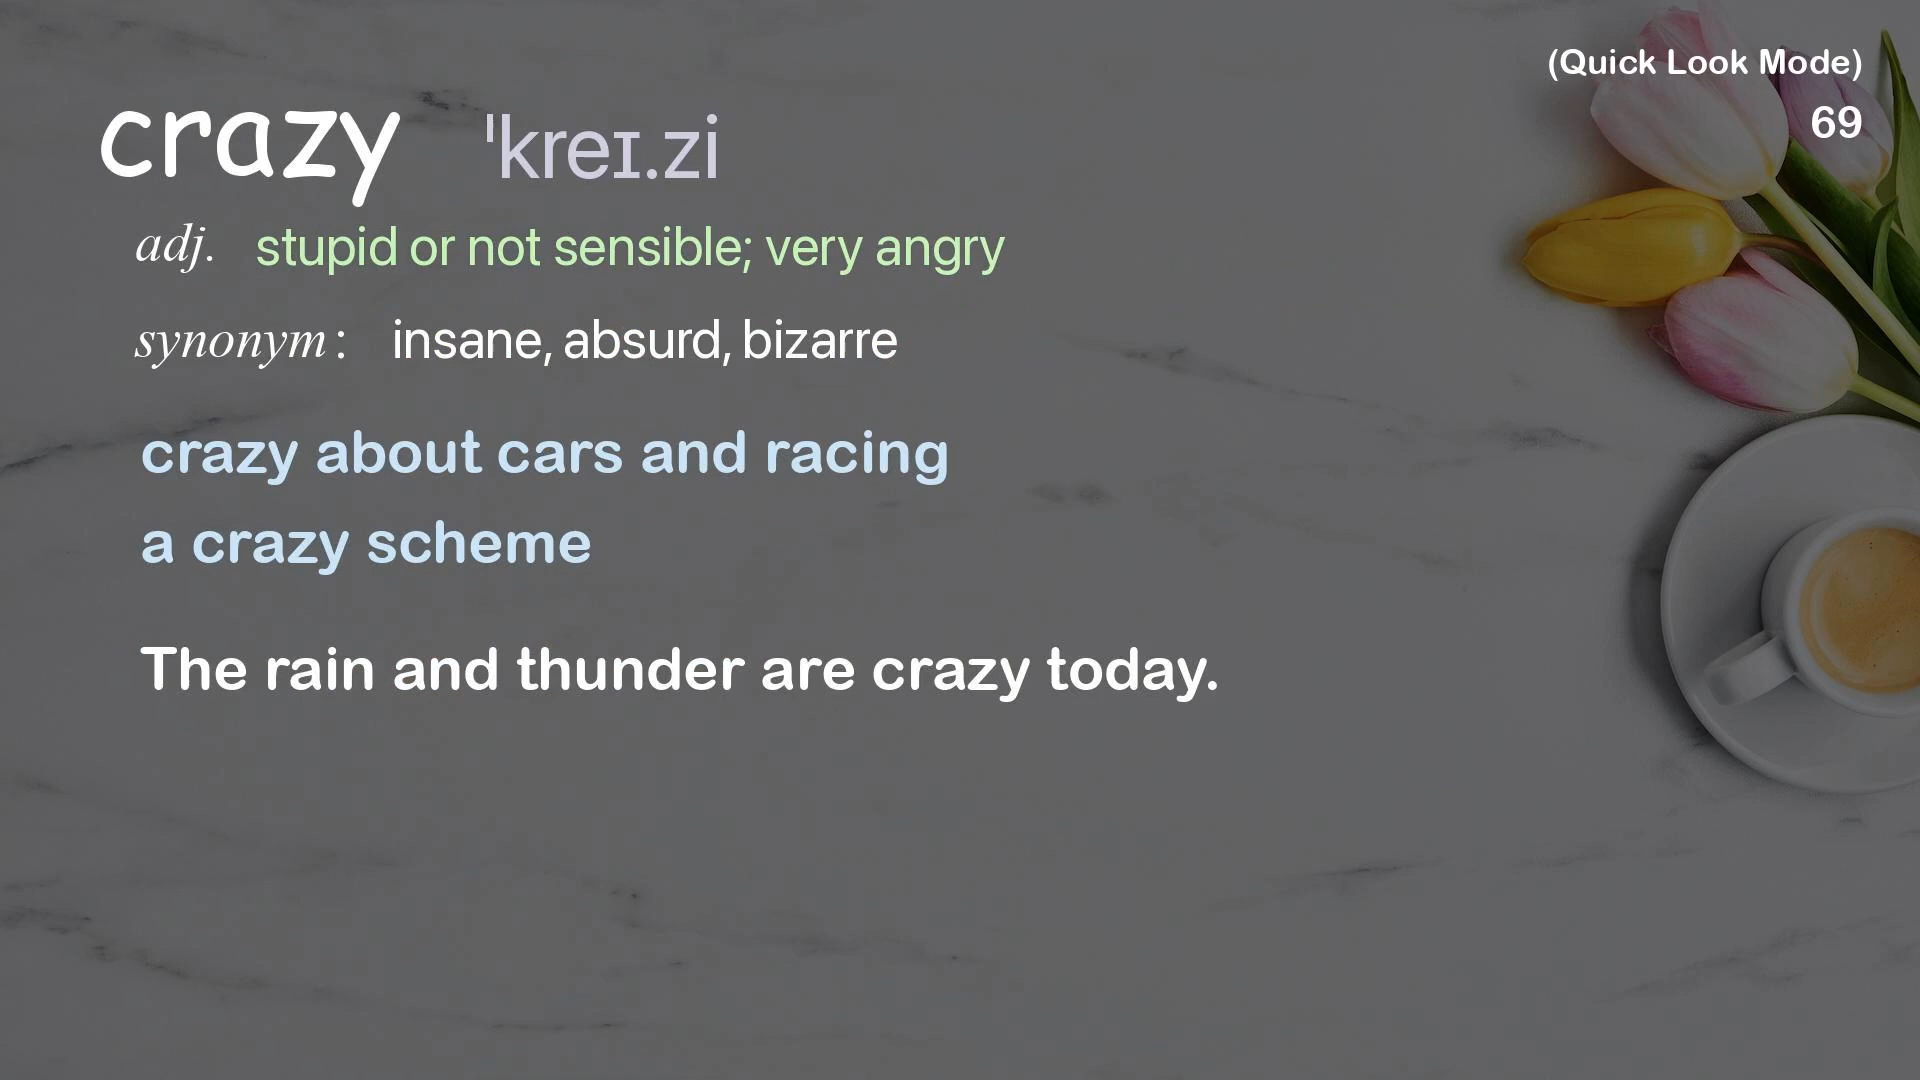 (Quick Look Mode)
69
crazy ˈkreɪ.zi
adj. stupid or not sensible; very angry
synonym: insane, absurd, bizarre
crazy about cars and racing
a crazy scheme
The rain and thunder are crazy today.